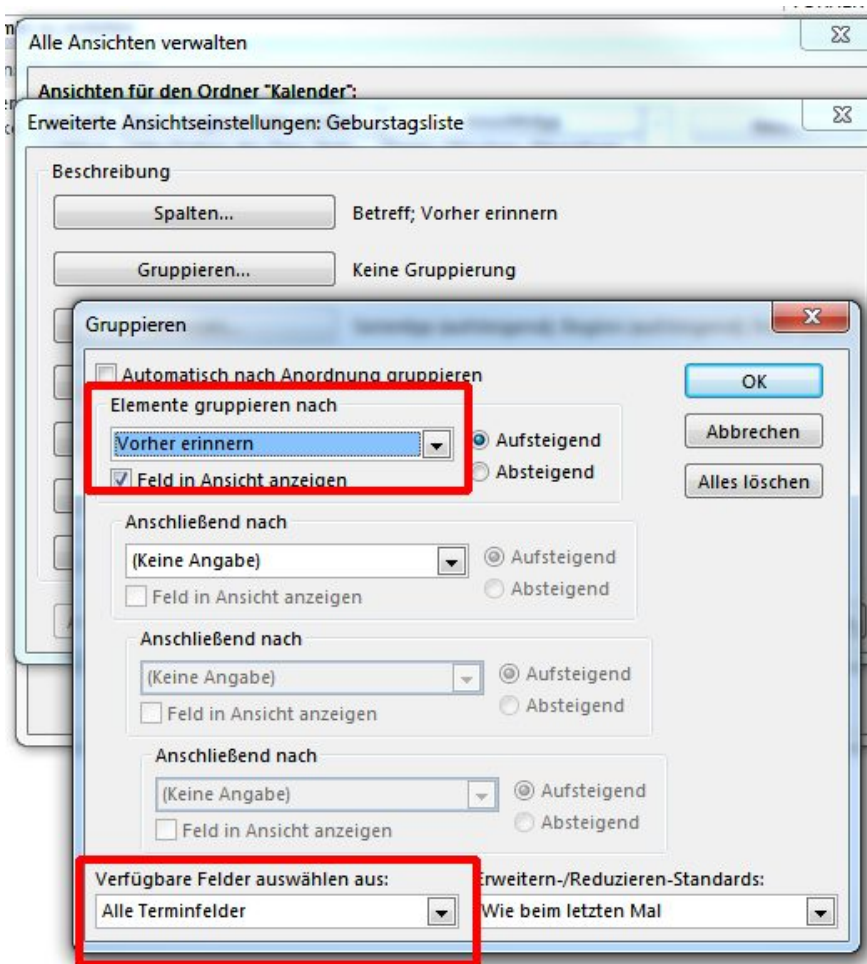 Alle Ansichten verwalten
Ansichten für den Ordner "Kalender":
Erweiterte Ansichtseinstellungen: Geburstagsliste
Beschreibung
Spalten... Betreff; Vorher erinnern
Gruppieren... Keine Gruppierung
Gruppieren
Automatisch nach Anordnung gruppieren
OK
Elemente gruppieren nach
Vorher erinnern Aufsteigend
Abbrechen
Feld in Ansicht anzeigen Absteigend
Alles löschen
Anschließend nach
(Keine Angabe) Aufsteigend
Feld in Ansicht anzeigen Absteigend
Anschließend nach
(Keine Angabe) Aufsteigend
Feld in Ansicht anzeigen Absteigend
Anschließend nach
(Keine Angabe) Aufsteigend
Feld in Ansicht anzeigen Absteigend
Verfügbare Felder auswählen aus: Erweitern-/Reduzieren-Standards:
Alle Terminfelder Wie beim letzten Mal